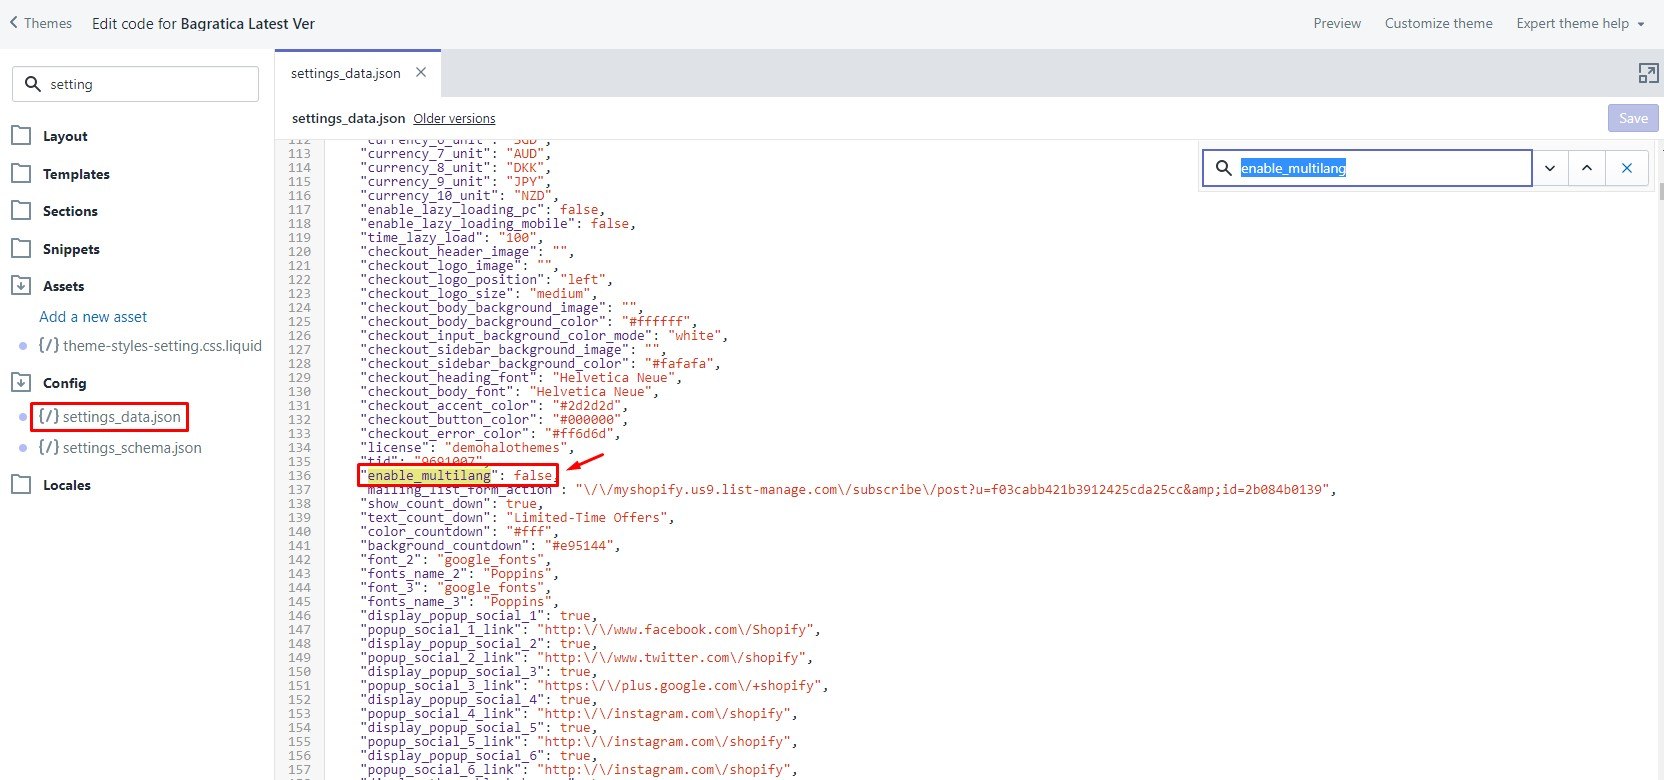 Themes Edit code for Bagratica Latest Ver Preview Customize theme Expert theme help
setting
Layout
Templates
Sections
Snippets
Assets
Add a new asset
{/} theme-styles-setting.css.liquid
Config
{/} settings_data.json
{/} settings_schema.json
Locales
settings_data.json
settings_data.json Older versions Save
enable_multilang
112 "currency_6_unit": "SGD",
113 "currency_7_unit": "AUD",
114 "currency_8_unit": "DKK",
115 "currency_9_unit": "JPY",
116 "currency_10_unit": "NZD",
117 "enable_lazy_loading_pc": false,
118 "enable_lazy_loading_mobile": false,
119 "time_lazy_load": "100",
120 "checkout_header_image": "",
121 "checkout_logo_image": "",
122 "checkout_logo_position": "left",
123 "checkout_logo_size": "medium",
124 "checkout_body_background_image": "",
125 "checkout_body_background_color": "#ffffff",
126 "checkout_input_background_color_mode": "white",
127 "checkout_sidebar_background_image": "",
128 "checkout_sidebar_background_color": "#fafafa",
129 "checkout_heading_font": "Helvetica Neue",
130 "checkout_body_font": "Helvetica Neue",
131 "checkout_accent_color": "#2d2d2d",
132 "checkout_button_color": "#000000",
133 "checkout_error_color": "#ff6d6d",
134 "license": "demohalothemes",
135 "tid": "9691007",
136 "enable_multilang": false,
137 "mailing_list_form_action": "\/\/myshopify.us9.list-manage.com\/subscribe\/post?u=f03cabb421b3912425cda25cc&amp;id=2b084b0139",
138 "show_count_down": true,
139 "text_count_down": "Limited-Time Offers",
140 "color_countdown": "#fff",
141 "background_countdown": "#e95144",
142 "font_2": "google_fonts",
143 "fonts_name_2": "Poppins",
144 "font_3": "google_fonts",
145 "fonts_name_3": "Poppins",
146 "display_popup_social_1": true,
147 "popup_social_1_link": "http:\/\/www.facebook.com\/Shopify",
148 "display_popup_social_2": true,
149 "popup_social_2_link": "http:\/\/www.twitter.com\/shopify",
150 "display_popup_social_3": true,
151 "popup_social_3_link": "https:\/\/plus.google.com\/+shopify",
152 "display_popup_social_4": true,
153 "popup_social_4_link": "http:\/\/instagram.com\/shopify",
154 "display_popup_social_5": true,
155 "popup_social_5_link": "http:\/\/instagram.com\/shopify",
156 "display_popup_social_6": true,
157 "popup_social_6_link": "http:\/\/instagram.com\/shopify",